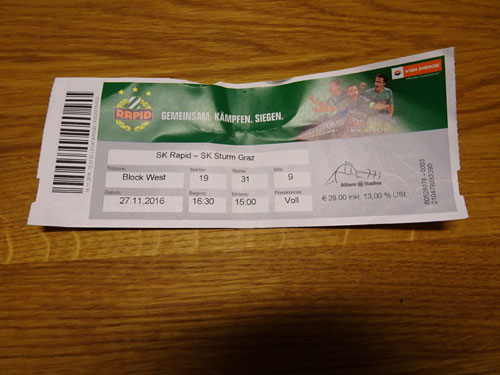 RAPID
GEMEINSAM. KÄMPFEN. SIEGEN.
WIEN ENERGIE
SK Rapid – SK Sturm Graz
Tribüne: Sektor: Reihe: Sitz:
Block West 19 31 9
Datum: Beginn: Einlass: Preiskategorie:
27.11.2016 16:30 15:00 Voll
Allianz Stadion
€ 26,00 inkl. 13,00 % USt.